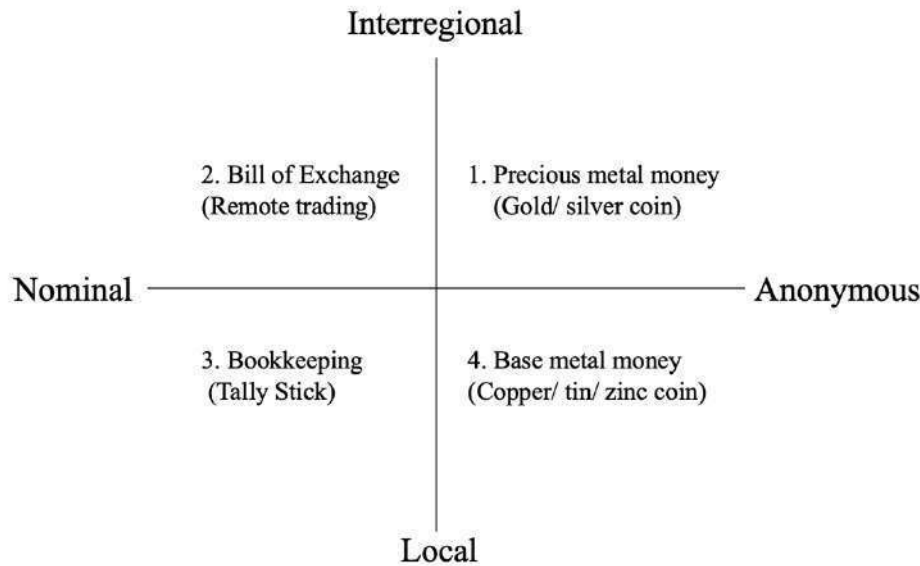 Interregional
2. Bill of Exchange
(Remote trading)
1. Precious metal money
(Gold/ silver coin)
Nominal
Anonymous
3. Bookkeeping
(Tally Stick)
4. Base metal money
(Copper/ tin/ zinc coin)
Local